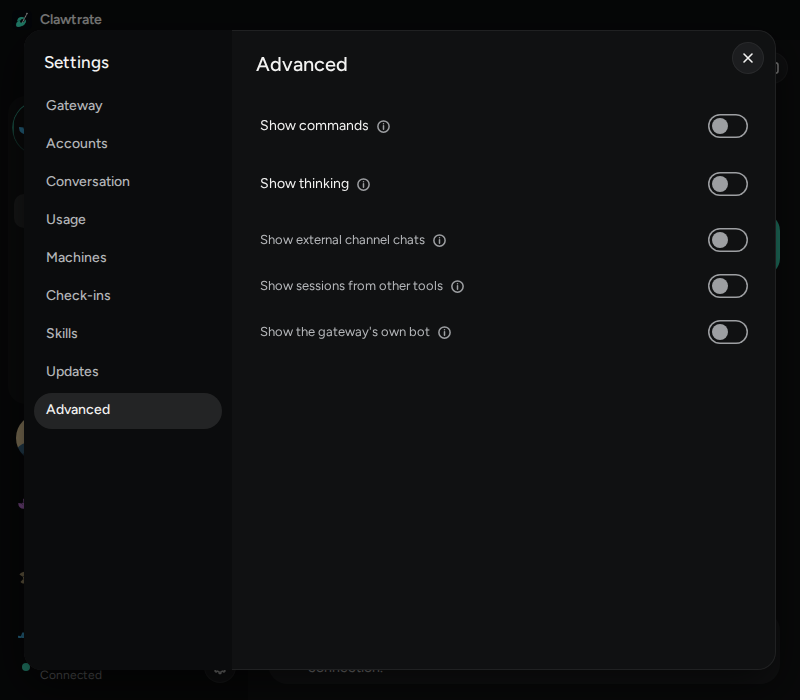 Clawtrate
Settings
Gateway
Accounts
Conversation
Usage
Machines
Check-ins
Skills
Updates
Advanced
Advanced
Show commands
Show thinking
Show external channel chats
Show sessions from other tools
Show the gateway's own bot
Connected
connection.